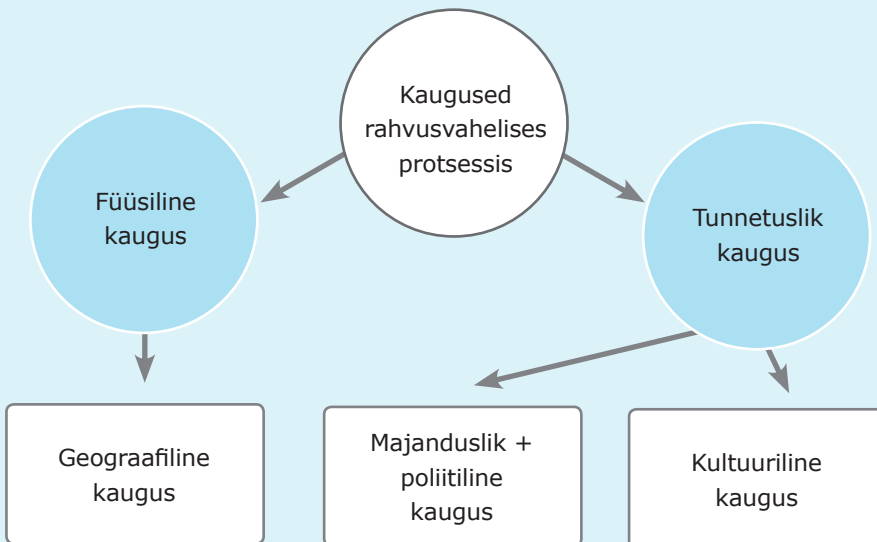 Kaugused
rahvusvahelises
protsessis
Füüsiline
kaugus
Tunnetuslik
kaugus
Geograafiline
kaugus
Majanduslik +
poliitiline
kaugus
Kultuuriline
kaugus